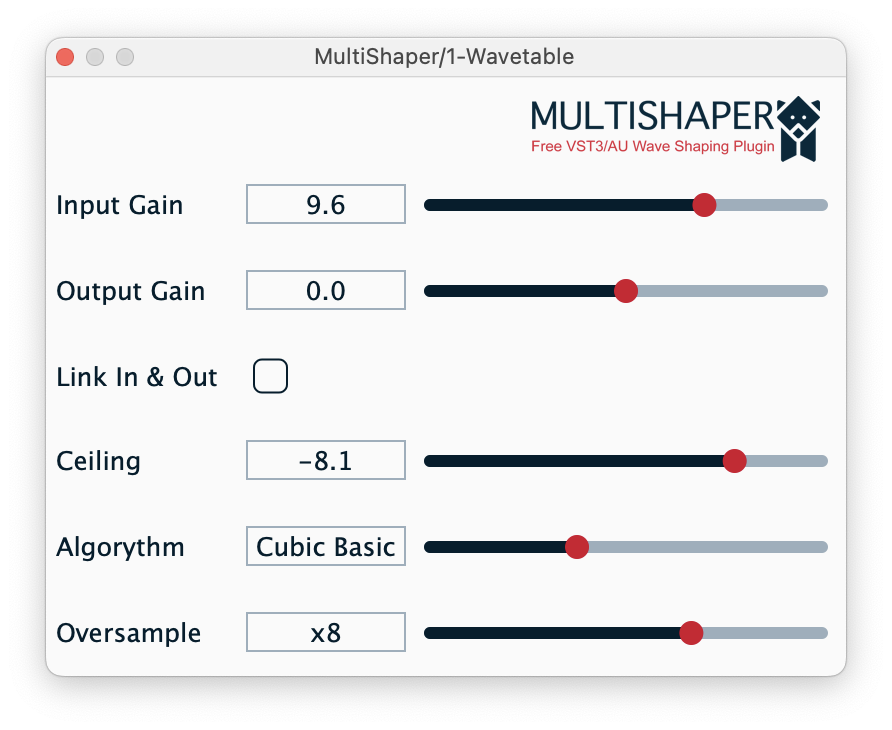 MultiShaper/1-Wavetable
MULTISHAPER
Free VST3/AU Wave Shaping Plugin
Input Gain 9.6
Output Gain 0.0
Link In & Out
Ceiling -8.1
Algorythm Cubic Basic
Oversample x8